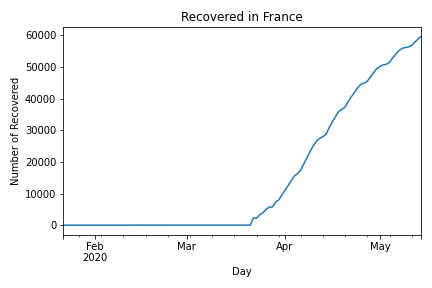 Recovered in France
60000
50000
40000
30000
20000
10000
0
Number of Recovered
Feb
2020
Mar
Apr
May
Day